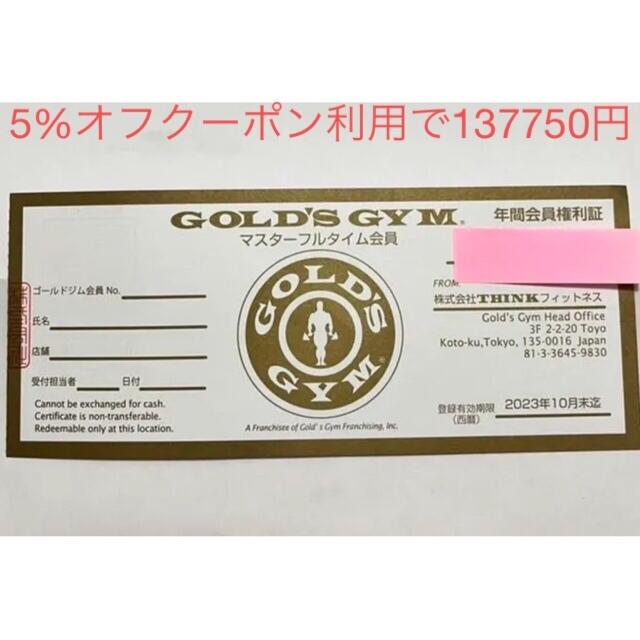 5%オフクーポン利用で137750円
GOLD'S GYM®
年間会員権利証
マスターフルタイム会員
ゴールドジム会員 No.
氏名
店舗
受付担当者 日付
Cannot be exchanged for cash.
Certificate is non-transferable.
Redeemable only at this location.
GOLD'S
GYM®
A Franchisee of Gold's Gym Franchising, Inc.
FROM:
株式会社THINKフィットネス
Gold's Gym Head Office
3F 2-2-20 Toyo
Koto-ku,Tokyo, 135-0016 Japan
81-3-3645-9830
登録有効期限
(西暦)
2023年10月末迄